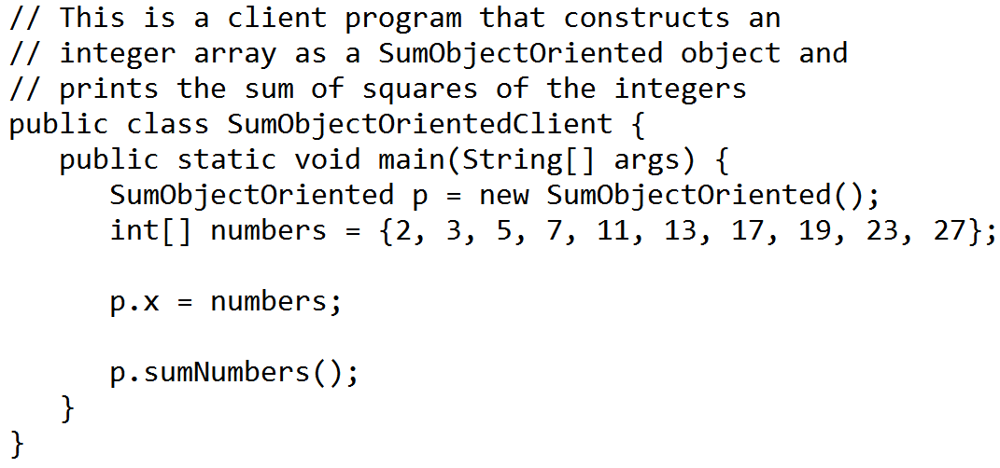 // This is a client program that constructs an
// integer array as a SumObjectOriented object and
// prints the sum of squares of the integers
public class SumObjectOrientedClient {
   public static void main(String[] args) {
      SumObjectOriented p = new SumObjectOriented();
      int[] numbers = {2, 3, 5, 7, 11, 13, 17, 19, 23, 27};

      p.x = numbers;

      p.sumNumbers();
   }
}